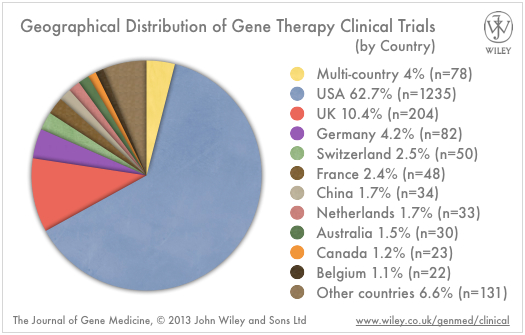 Geographical Distribution of Gene Therapy Clinical Trials
(by Country)
WILEY
Multi-country 4% (n=78)
USA 62.7% (n=1235)
UK 10.4% (n=204)
Germany 4.2% (n=82)
Switzerland 2.5% (n=50)
France 2.4% (n=48)
China 1.7% (n=34)
Netherlands 1.7% (n=33)
Australia 1.5% (n=30)
Canada 1.2% (n=23)
Belgium 1.1% (n=22)
Other countries 6.6% (n=131)
The Journal of Gene Medicine, © 2013 John Wiley and Sons Ltd
www.wiley.co.uk/genmed/clinical